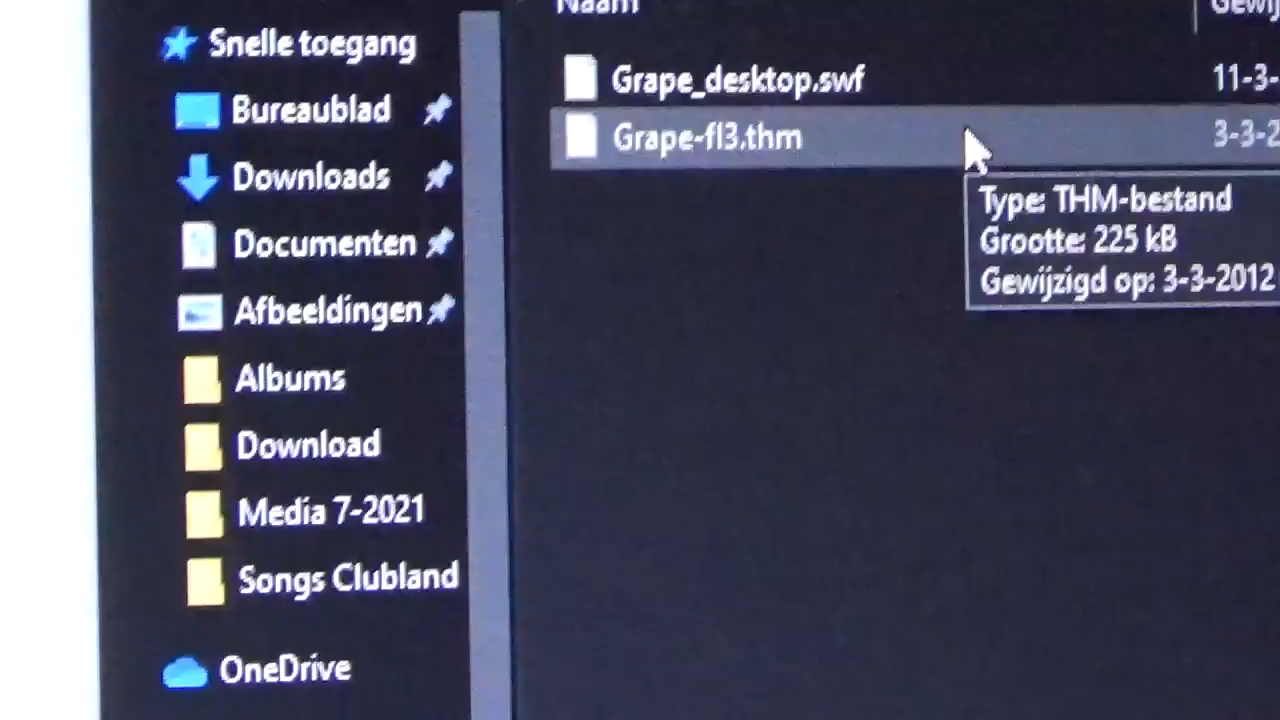 Naam
Snelle toegang
Bureaublad
Downloads
Documenten
Afbeeldingen
Albums
Download
Media 7-2021
Songs Clubland
OneDrive
Grape_desktop.swf
11-3-
Grape-fl3.thm
3-3-2
Type: THM-bestand
Grootte: 225 kB
Gewijzigd op: 3-3-2012